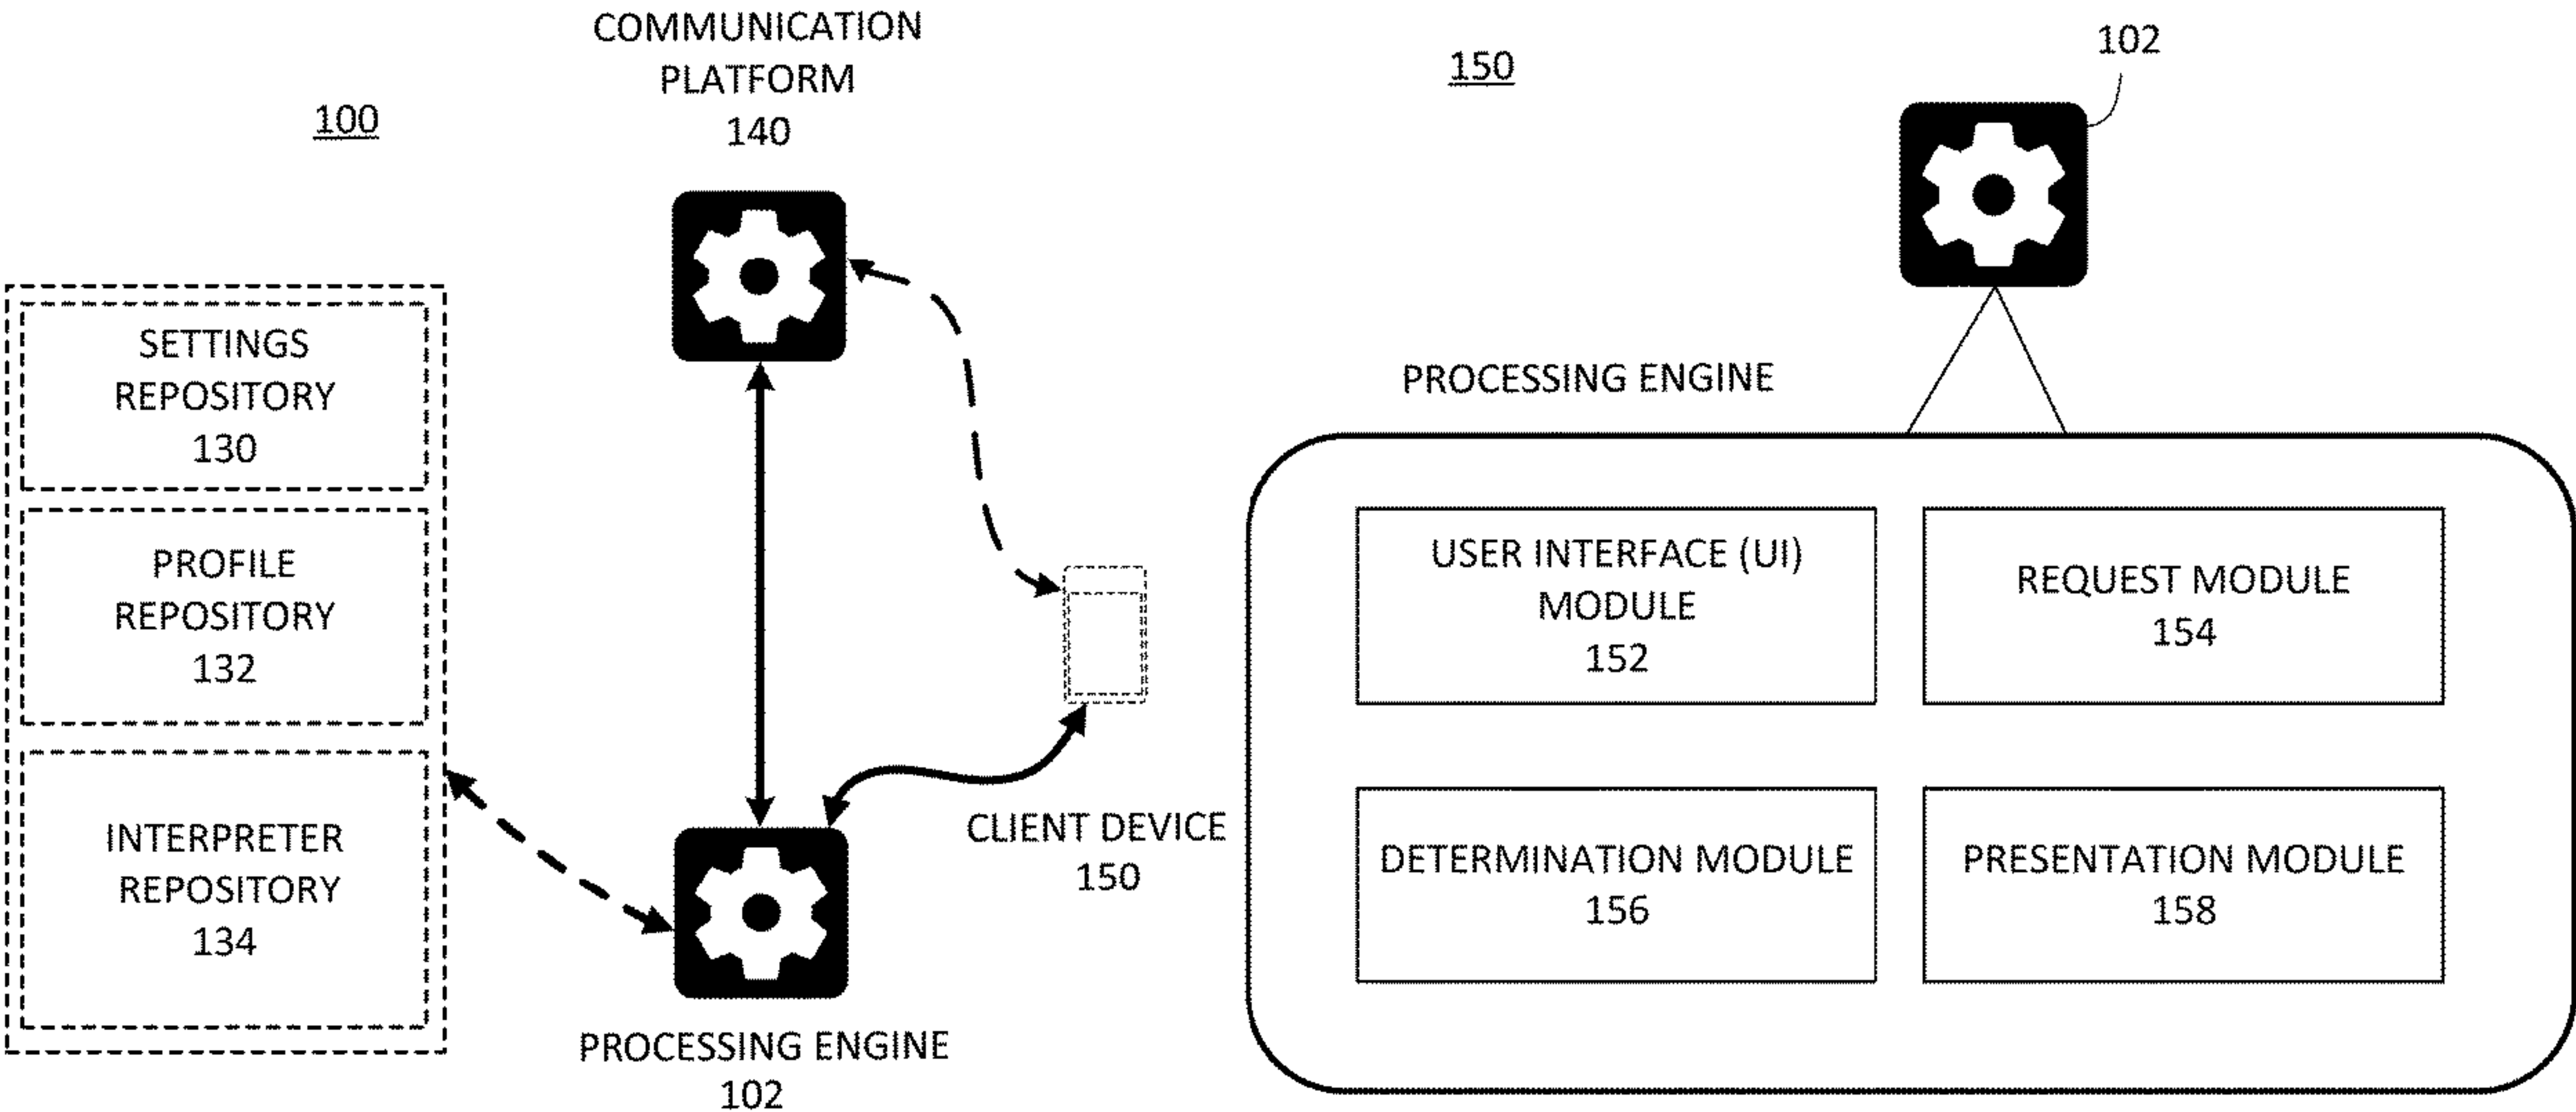 100
COMMUNICATION
PLATFORM
140
SETTINGS
REPOSITORY
130
PROFILE
REPOSITORY
132
INTERPRETER
REPOSITORY
134
CLIENT DEVICE
150
PROCESSING ENGINE
102
150
102
PROCESSING ENGINE
USER INTERFACE (UI)
MODULE
152
REQUEST MODULE
154
DETERMINATION MODULE
156
PRESENTATION MODULE
158